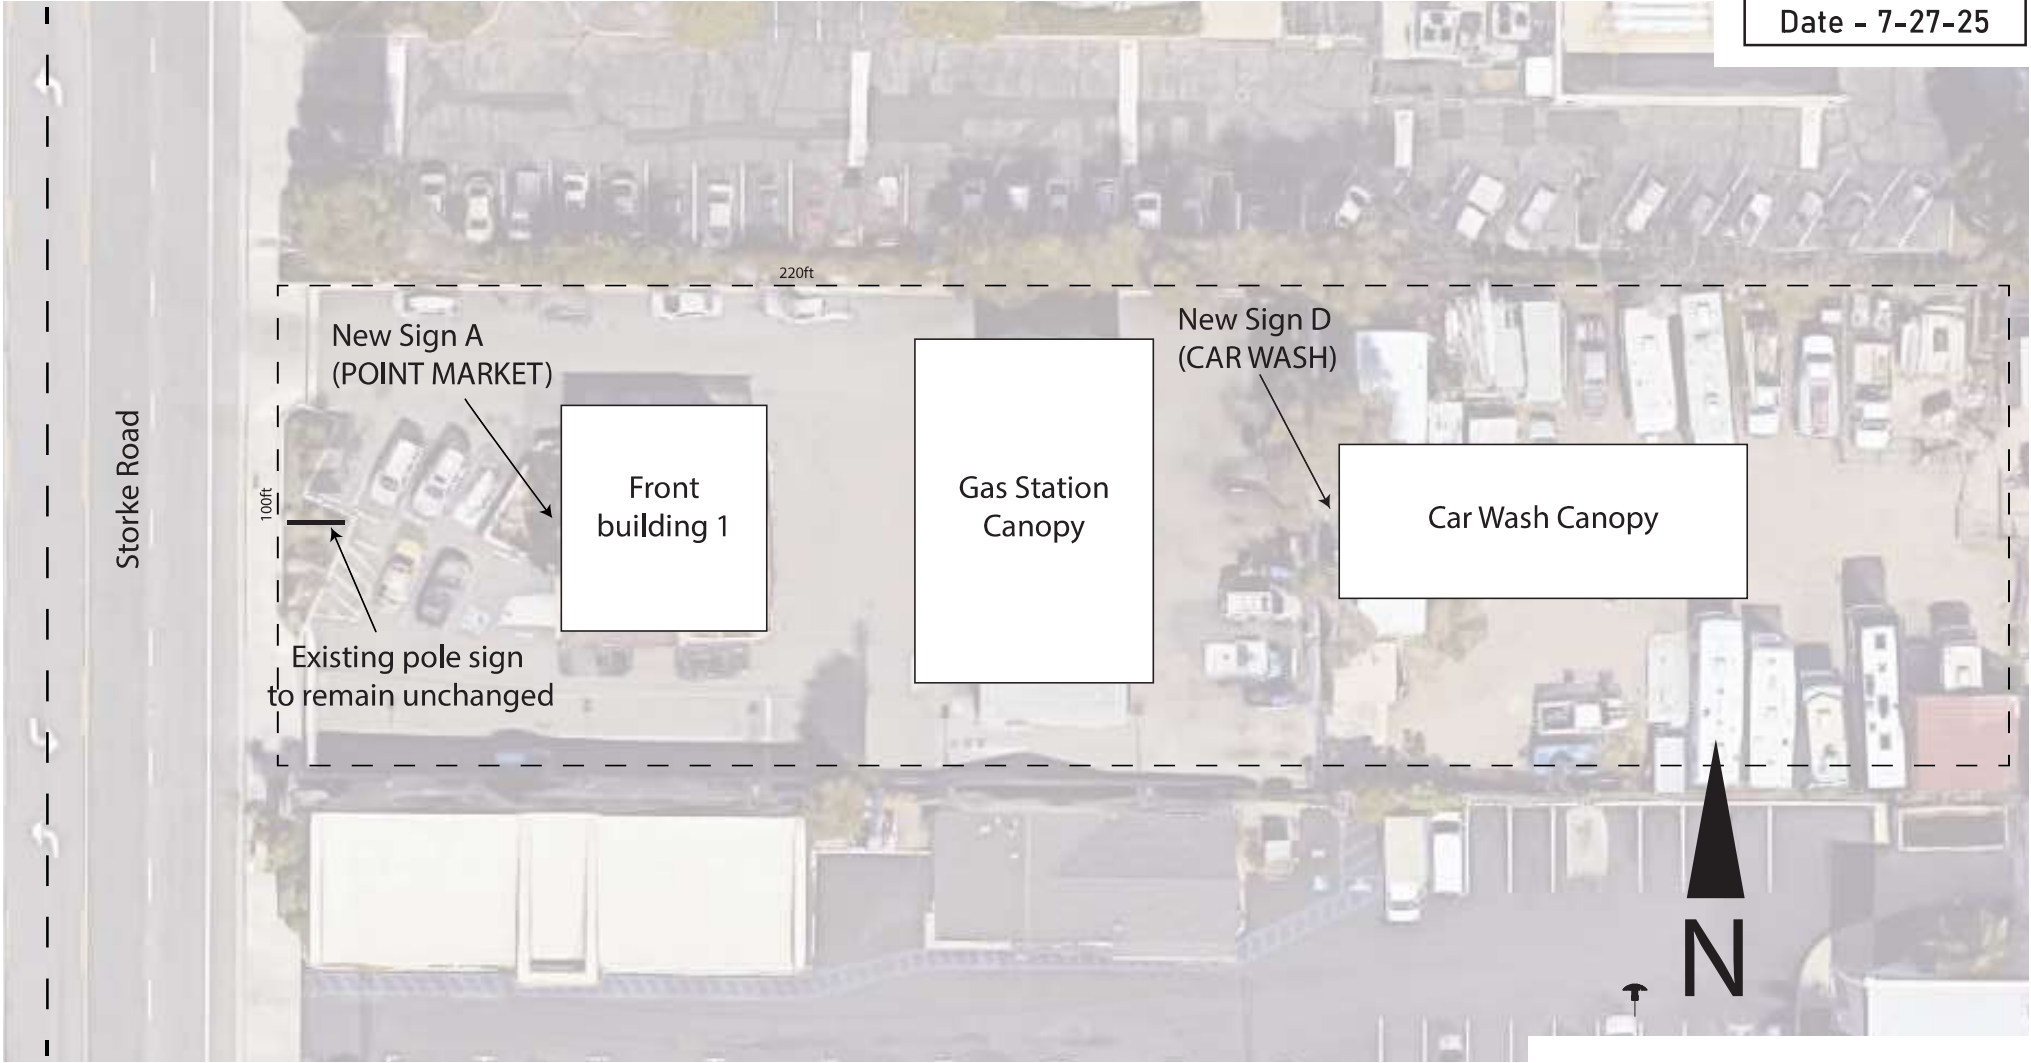 Date - 7-27-25
220ft
New Sign A
(POINT MARKET)
New Sign D
(CAR WASH)
Storke Road
100ft
Front
building 1
Gas Station
Canopy
Car Wash Canopy
Existing pole sign
to remain unchanged
N